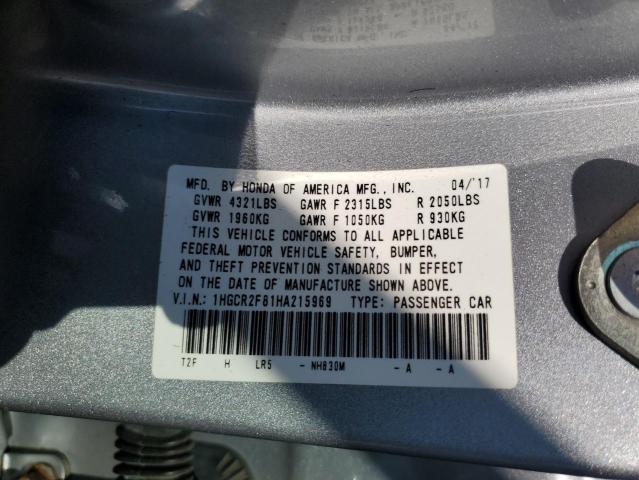 MFD. BY HONDA OF AMERICA MFG., INC. 04/'17
GVWR 4321LBS GAWR F 2315LBS R 2050LBS
GVWR 1960KG GAWR F 1050KG R 930KG
THIS VEHICLE CONFORMS TO ALL APPLICABLE
FEDERAL MOTOR VEHICLE SAFETY, BUMPER,
AND THEFT PREVENTION STANDARDS IN EFFECT
ON THE DATE OF MANUFACTURE SHOWN ABOVE.
V.I.N.: 1HGCR2F81HA215969 TYPE: PASSENGER CAR
T2F H LR5 - NH830M - A - A